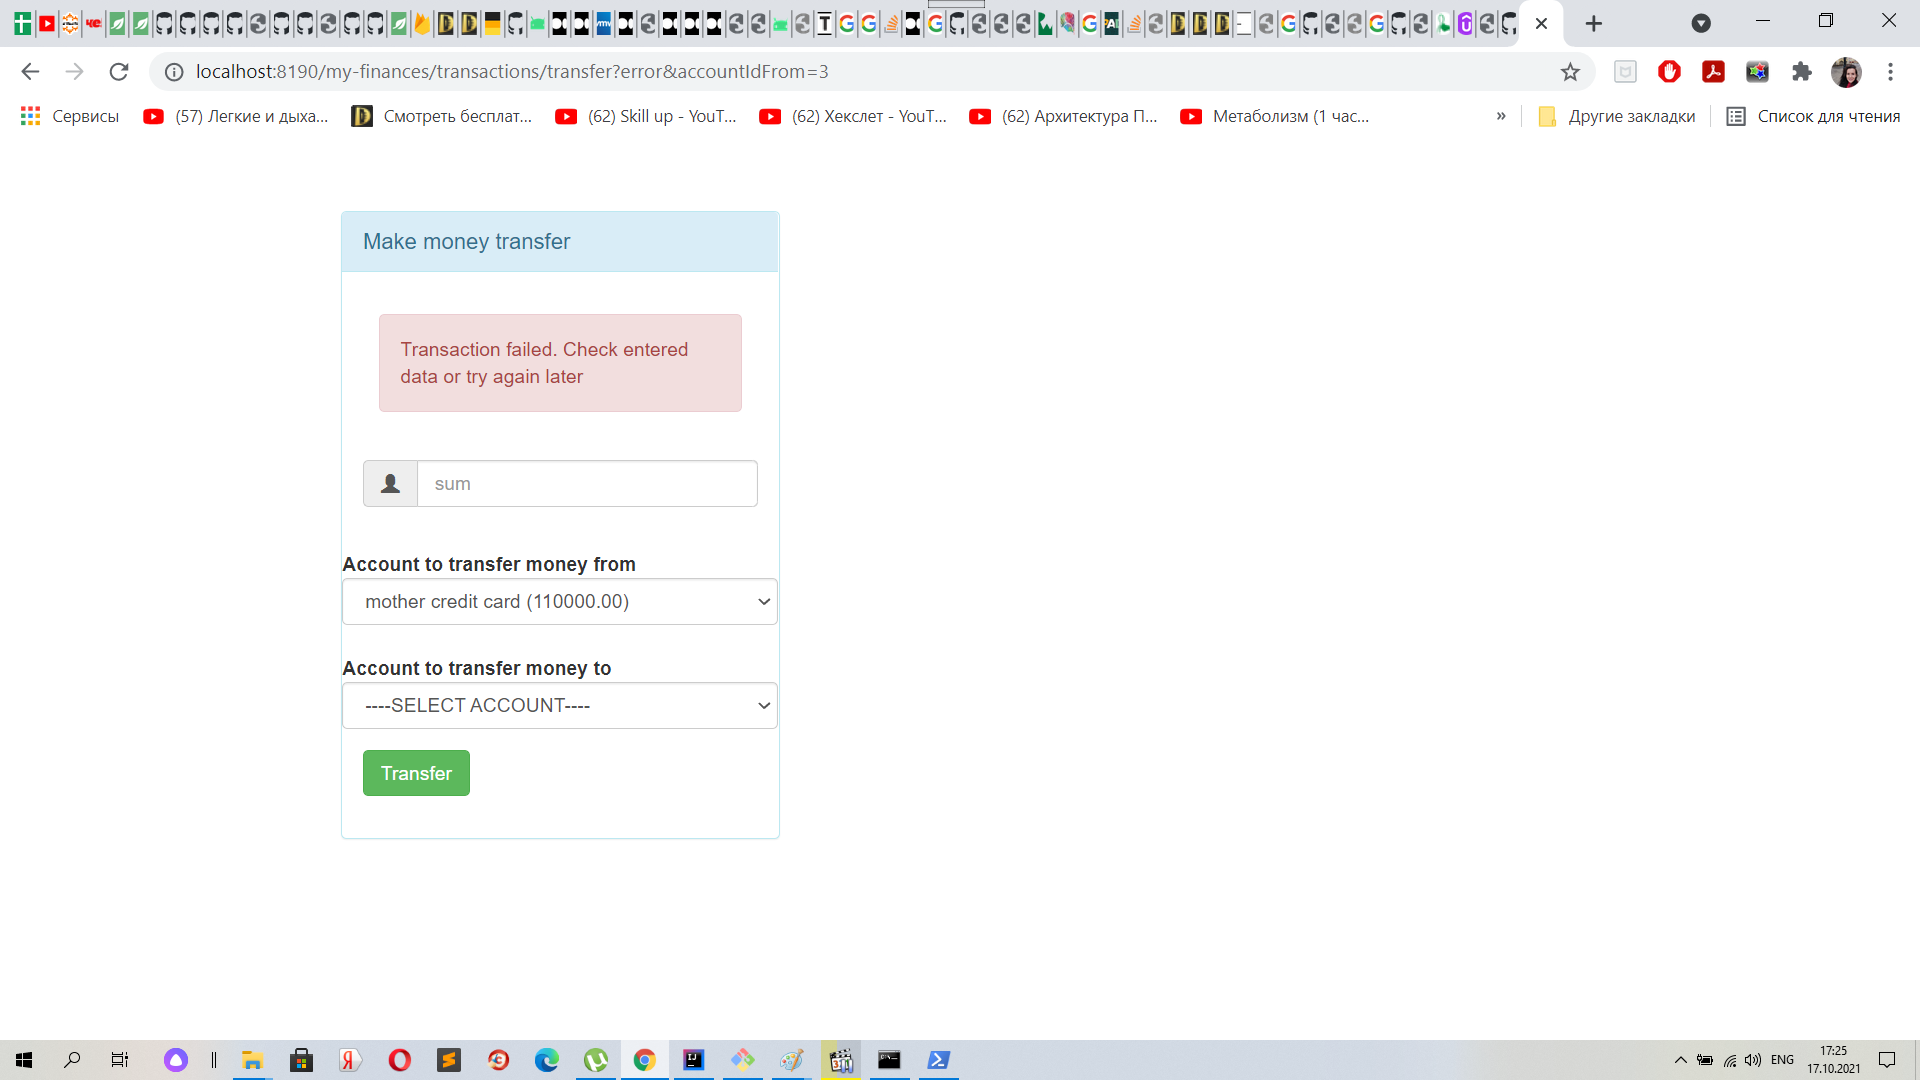 localhost:8190/my-finances/transactions/transfer?error&accountIdFrom=3
Сервисы
(57) Легкие и дыха...
Смотреть бесплат...
(62) Skill up - YouT...
(62) Хекслет - YouT...
(62) Архитектура П...
Метаболизм (1 час...
»
Другие закладки
Список для чтения
Make money transfer
Transaction failed. Check entered
data or try again later
sum
Account to transfer money from
mother credit card (110000.00)
Account to transfer money to
----SELECT ACCOUNT----
Transfer
ENG
17:25
17.10.2021